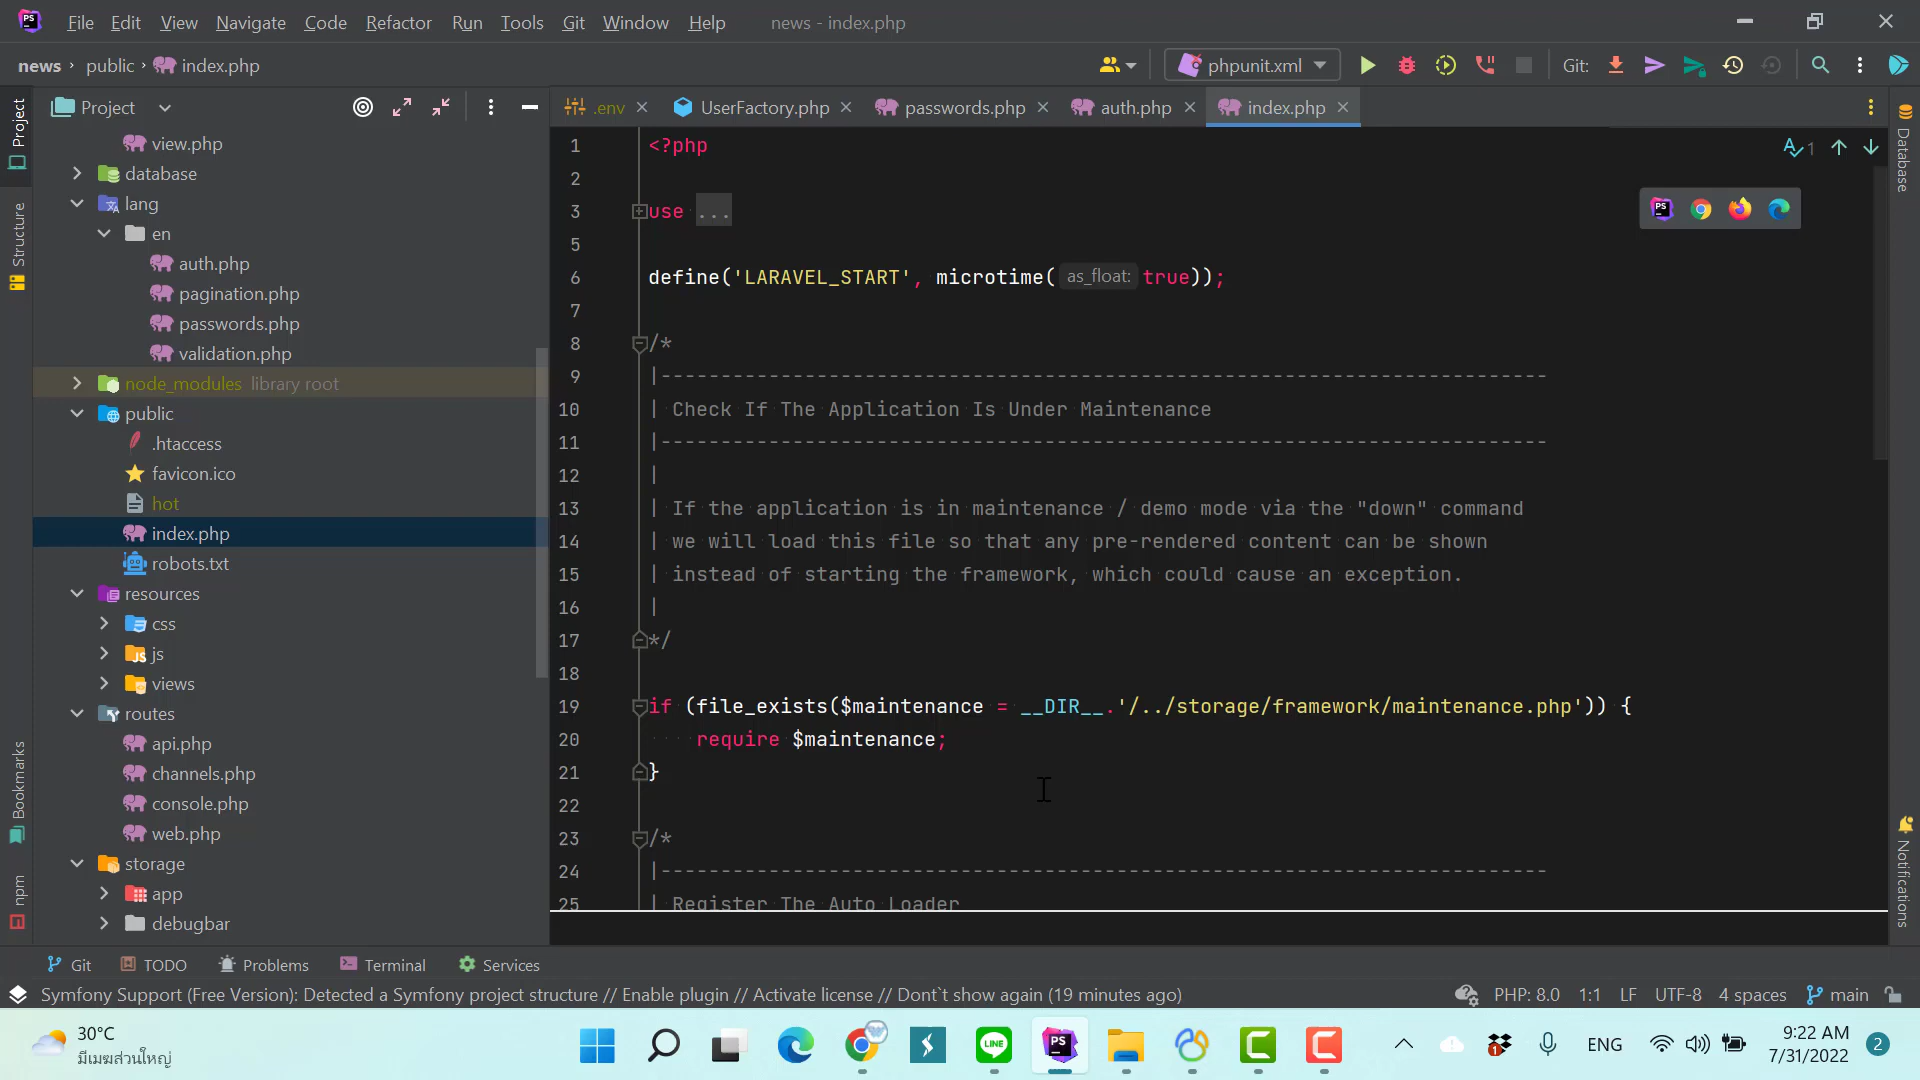 PS File Edit View Navigate Code Refactor Run Tools Git Window Help news - index.php
news › public › index.php phpunit.xml Git:
Project .env UserFactory.php passwords.php auth.php index.php
Project
Structure
Bookmarks
npm
view.php
database
lang
en
auth.php
pagination.php
passwords.php
validation.php
node_modules library root
public
.htaccess
favicon.ico
hot
index.php
robots.txt
resources
css
JS js
views
routes
api.php
channels.php
console.php
web.php
storage
app
debugbar
1 <?php
2
3 use ...
5
6 define('LARAVEL_START', microtime( as_float: true));
7
8 /*
9 |--------------------------------------------------------------------------
10 | Check If The Application Is Under Maintenance
11 |--------------------------------------------------------------------------
12 |
13 | If the application is in maintenance / demo mode via the "down" command
14 | we will load this file so that any pre-rendered content can be shown
15 | instead of starting the framework, which could cause an exception.
16 |
17 */
18
19 if (file_exists($maintenance = __DIR__.'/../storage/framework/maintenance.php')) {
20 require $maintenance;
21 }
22
23 /*
24 |--------------------------------------------------------------------------
25 | Register The Auto Loader
1
PS
Database
Notifications
Git TODO Problems Terminal Services
Symfony Support (Free Version): Detected a Symfony project structure // Enable plugin // Activate license // Dont`t show again (19 minutes ago) PHP: 8.0 1:1 LF UTF-8 4 spaces main
30°C
มีเมฆส่วนใหญ่
LINE
PS
1
ENG
9:22 AM
7/31/2022
2